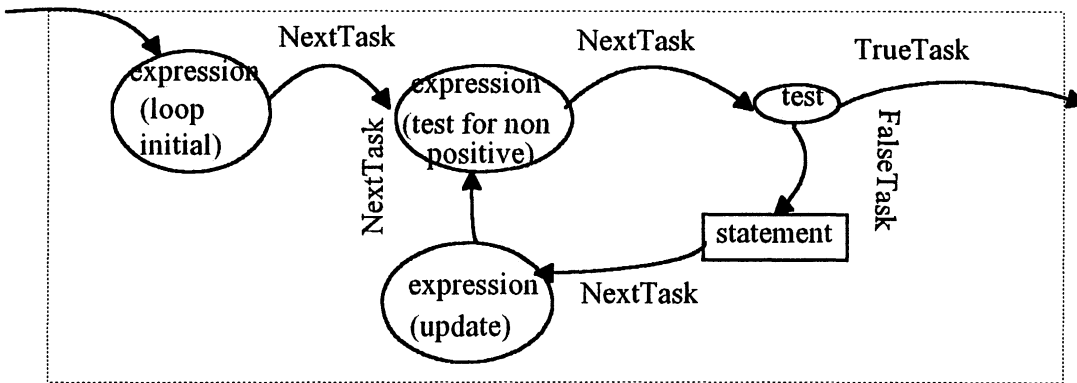 NextTask
NextTask
TrueTask
expression
(loop
initial)
expression
(test for non
positive)
test
NextTask
FalseTask
statement
expression
(update)
NextTask